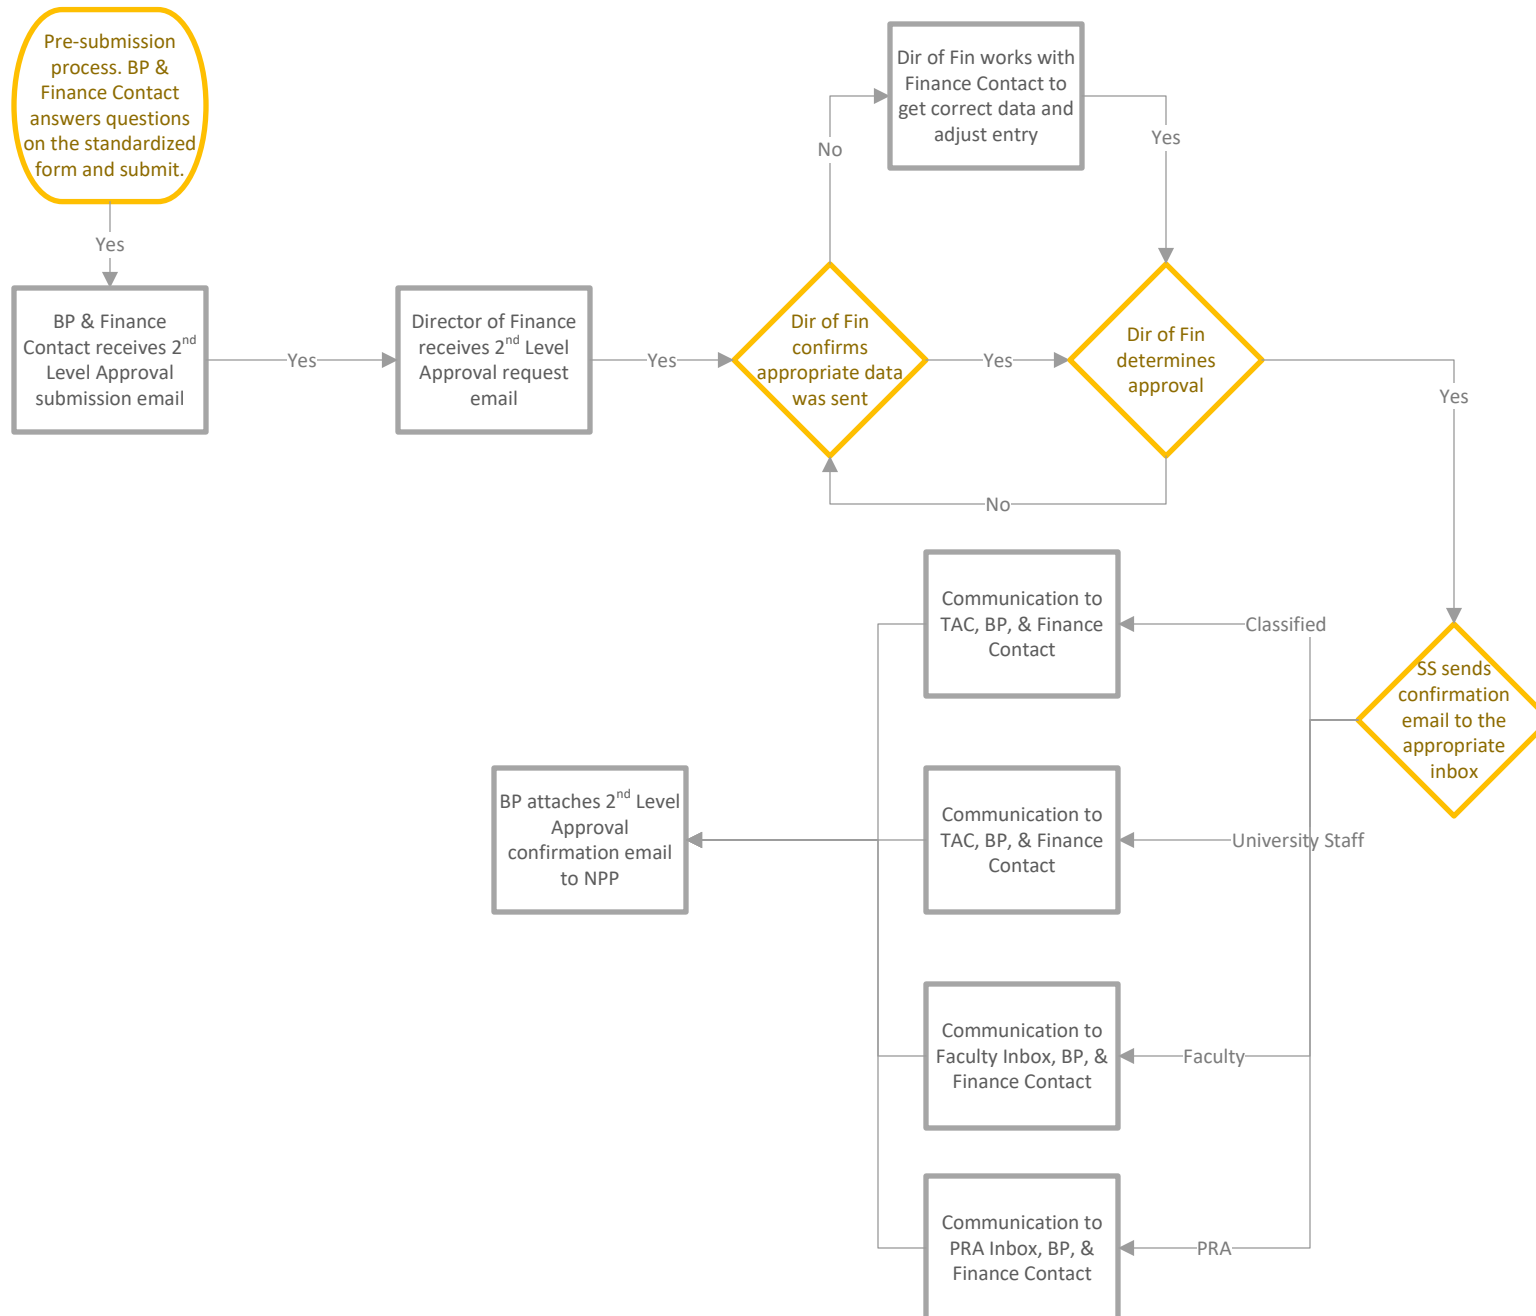 Pre-submission
process. BP &
Finance Contact
answers questions
on the standardized
form and submit.
Yes
BP & Finance
Contact receives 2nd
Level Approval
submission email
Yes
Director of Finance
receives 2nd Level
Approval request
email
Yes
Dir of Fin
confirms
appropriate data
was sent
No
Dir of Fin works with
Finance Contact to
get correct data and
adjust entry
Yes
Yes
Dir of Fin
determines
approval
No
Yes
SS sends
confirmation
email to the
appropriate
inbox
Classified
Communication to
TAC, BP, & Finance
Contact
University Staff
Communication to
TAC, BP, & Finance
Contact
Faculty
Communication to
Faculty Inbox, BP, &
Finance Contact
PRA
Communication to
PRA Inbox, BP, &
Finance Contact
BP attaches 2nd Level
Approval
confirmation email
to NPP